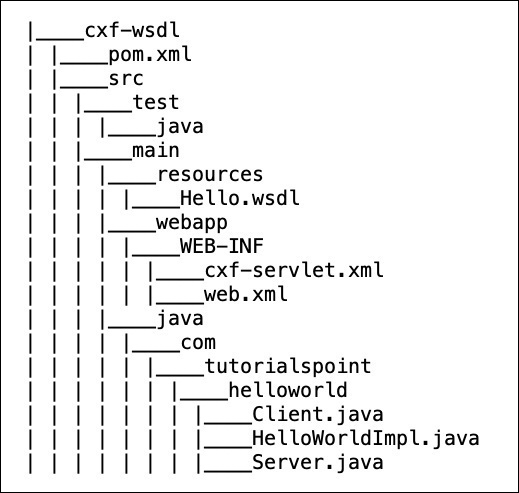 |____cxf-wsdl
| |____pom.xml
| |____src
| | |____test
| | | |____java
| | |____main
| | | |____resources
| | | | |____Hello.wsdl
| | | |____webapp
| | | | |____WEB-INF
| | | | | |____cxf-servlet.xml
| | | | | |____web.xml
| | | |____java
| | | | |____com
| | | | | |____tutorialspoint
| | | | | | |____helloworld
| | | | | | | |____Client.java
| | | | | | | |____HelloWorldImpl.java
| | | | | | | |____Server.java